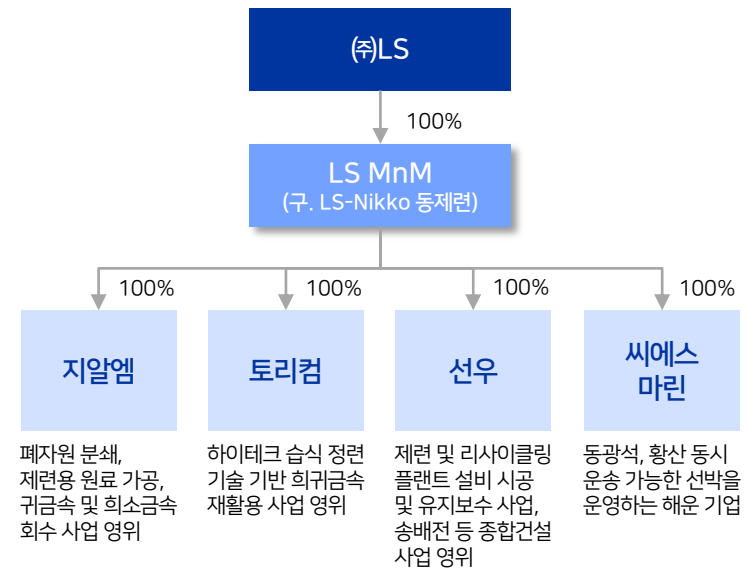 ㈜LS
100%
LS MnM
(구. LS-Nikko 동제련)
100%
100%
100%
100%
지알엠
토리컴
선우
씨에스
마린
폐자원 분쇄,
제련용 원료 가공,
귀금속 및 희소금속
회수 사업 영위
하이테크 습식 정련
기술 기반 희귀금속
재활용 사업 영위
제련 및 리사이클링
플랜트 설비 시공
및 유지보수 사업,
송배전 등 종합건설
사업 영위
동광석, 황산 동시
운송 가능한 선박을
운영하는 해운 기업